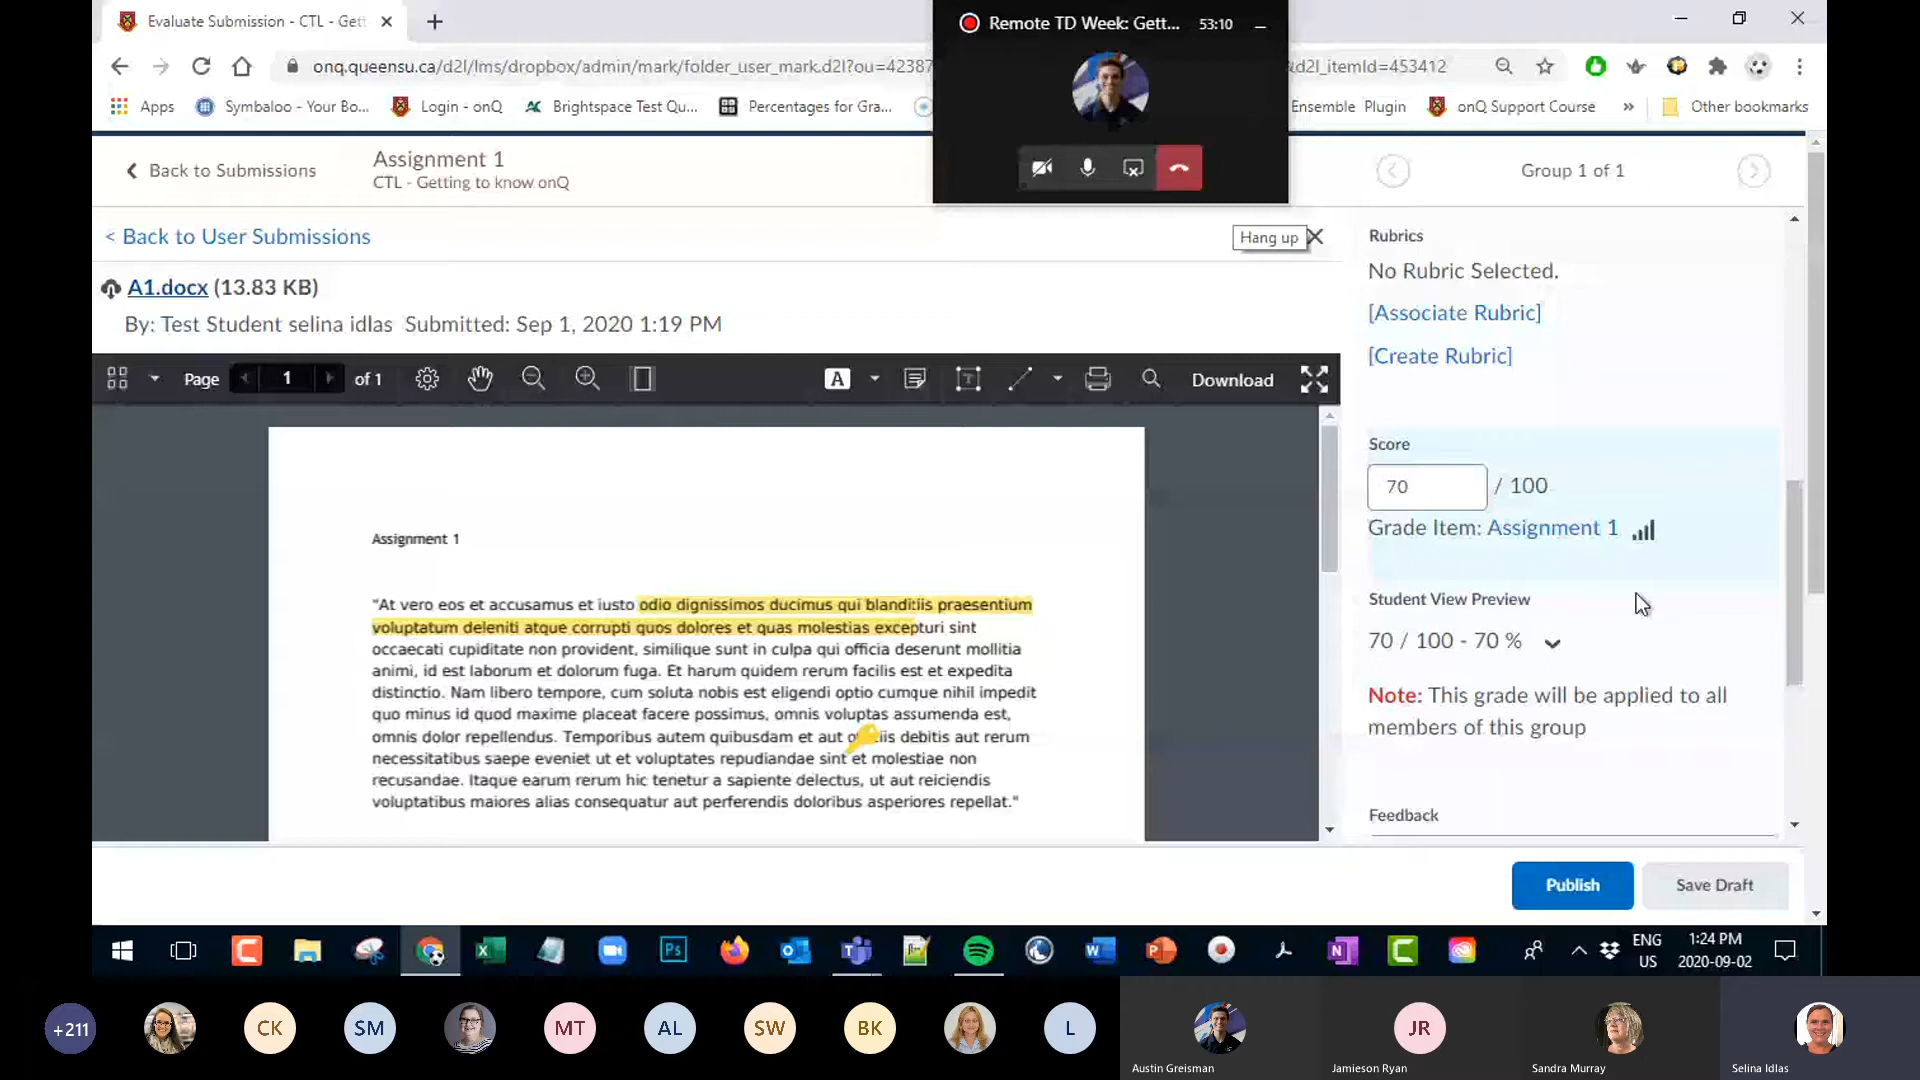 Evaluate Submission - CTL - Gett
Remote TD Week: Gett... 53:10
onq.queensu.ca/d2l/lms/dropbox/admin/mark/folder_user_mark.d2l?ou=42387
&d2l_itemId=453412
Apps
Symbaloo - Your Bo...
Login - onQ
Brightspace Test Qu...
Percentages for Gra...
Ensemble Plugin
onQ Support Course
»
Other bookmarks
Back to Submissions
Assignment 1
CTL - Getting to know onQ
Group 1 of 1
< Back to User Submissions
Hang up
A1.docx (13.83 KB)
By: Test Student selina idlas Submitted: Sep 1, 2020 1:19 PM
Page 1 of 1
A
T
Download
Assignment 1
"At vero eos et accusamus et iusto odio dignissimos ducimus qui blanditiis praesentium
voluptatum deleniti atque corrupti quos dolores et quas molestias excepturi sint
occaecati cupiditate non provident, similique sunt in culpa qui officia deserunt mollitia
animi, id est laborum et dolorum fuga. Et harum quidem rerum facilis est et expedita
distinctio. Nam libero tempore, cum soluta nobis est eligendi optio cumque nihil impedit
quo minus id quod maxime placeat facere possimus, omnis voluptas assumenda est,
omnis dolor repellendus. Temporibus autem quibusdam et aut debitis aut rerum
necessitatibus saepe eveniet ut et voluptates repudiandae sint et molestiae non
recusandae. Itaque earum rerum hic tenetur a sapiente delectus, ut aut reiciendis
voluptatibus maiores alias consequatur aut perferendis doloribus asperiores repellat."
Rubrics
No Rubric Selected.
[Associate Rubric]
[Create Rubric]
Score
70 / 100
Grade Item: Assignment 1
Student View Preview
70 / 100 - 70 %
Note: This grade will be applied to all
members of this group
Feedback
Publish
Save Draft
Ps
ENG
US
1:24 PM
2020-09-02
+211
CK
SM
MT
AL
SW
BK
L
Austin Greisman
JR
Jamieson Ryan
Sandra Murray
Selina Idlas